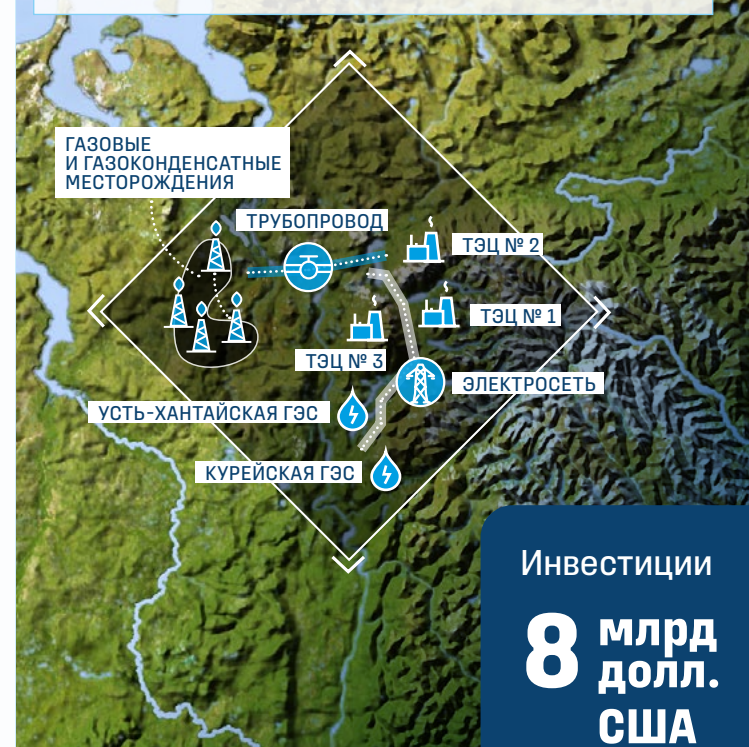 ГАЗОВЫЕ
И ГАЗОКОНДЕНСАТНЫЕ
МЕСТОРОЖДЕНИЯ
ТРУБОПРОВОД
ТЭЦ № 2
ТЭЦ № 1
ТЭЦ № 3
ЭЛЕКТРОСЕТЬ
УСТЬ-ХАНТАЙСКАЯ ГЭС
КУРЕЙСКАЯ ГЭС
Инвестиции
8 млрд
долл.
США